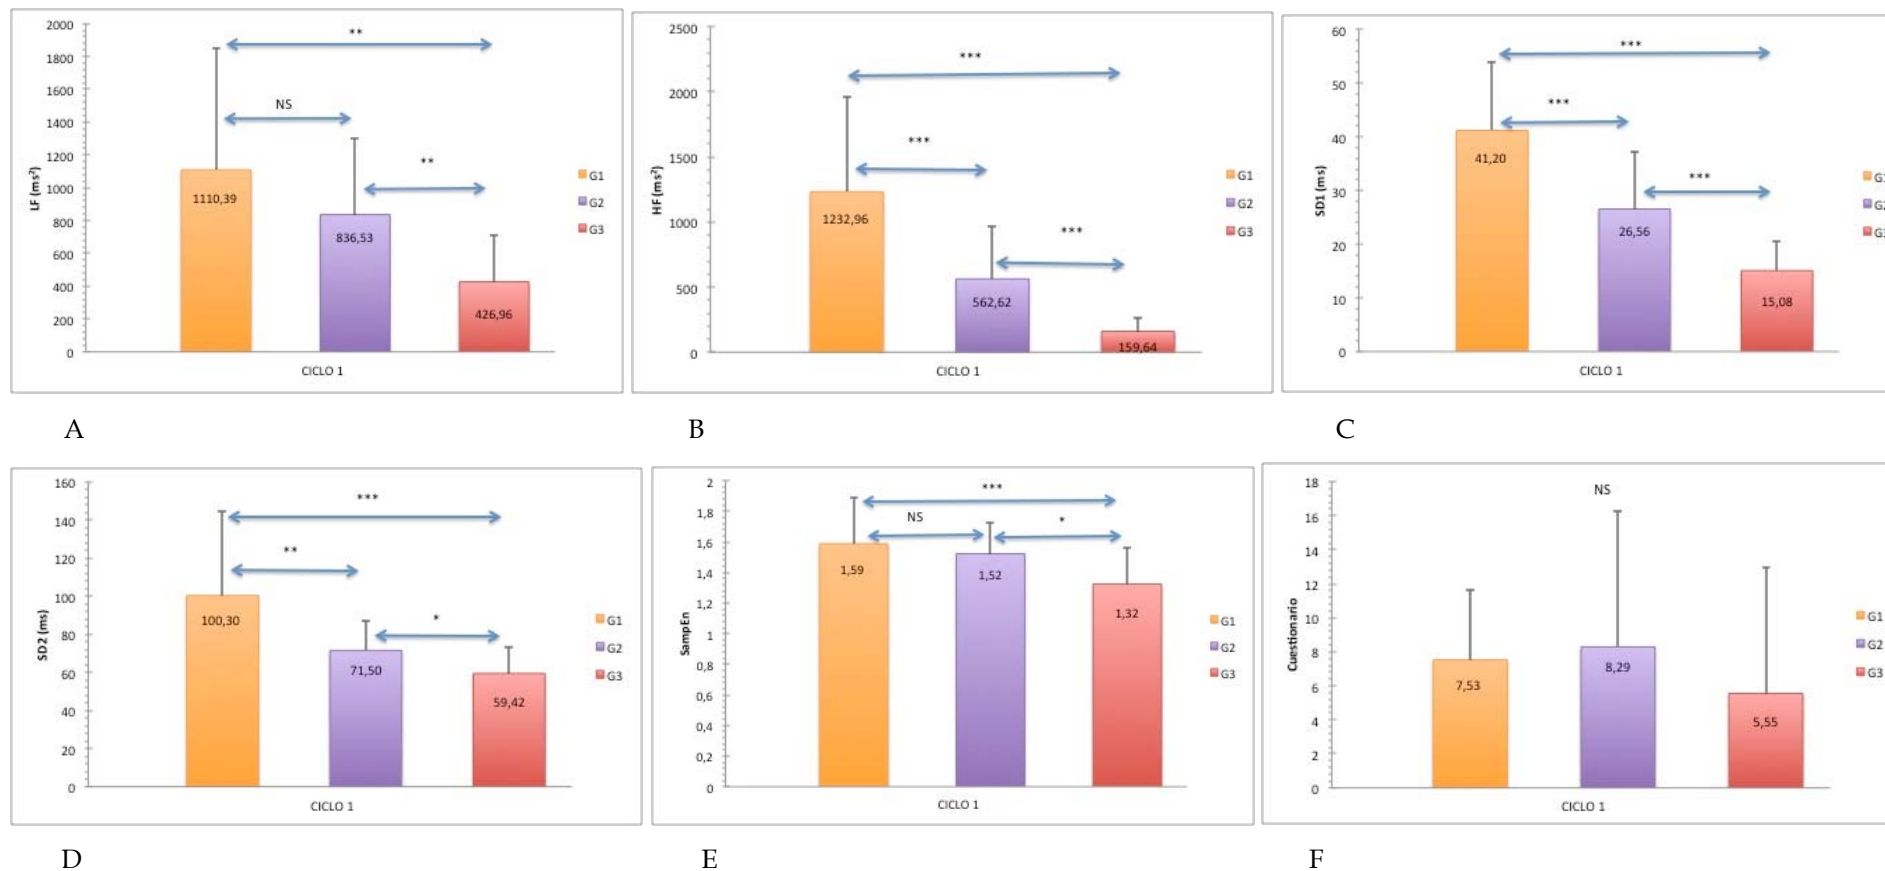 2000
1800
1600
1400
1200
1000
800
600
400
200
0
LF (ms²)
**
NS
**
1110,39
836,53
426,96
CICLO 1
G1
G2
G3
2500
2000
1500
1000
500
0
HF (ms²)
***
***
***
1232,96
562,62
159,64
CICLO 1
G1
G2
G3
60
50
40
30
20
10
0
SD1 (ms)
***
***
***
41,20
26,56
15,08
CICLO 1
G1
G2
G3
A B C
160
140
120
100
80
60
40
20
0
SD2 (ms)
***
**
*
100,30
71,50
59,42
CICLO 1
G1
G2
G3
2
1,8
1,6
1,4
1,2
1
0,8
0,6
0,4
0,2
0
SampEn
***
NS
*
1,59
1,52
1,32
CICLO 1
G1
G2
G3
18
16
14
12
10
8
6
4
2
0
Cuestionario
NS
7,53
8,29
5,55
CICLO 1
G1
G2
G3
D E F